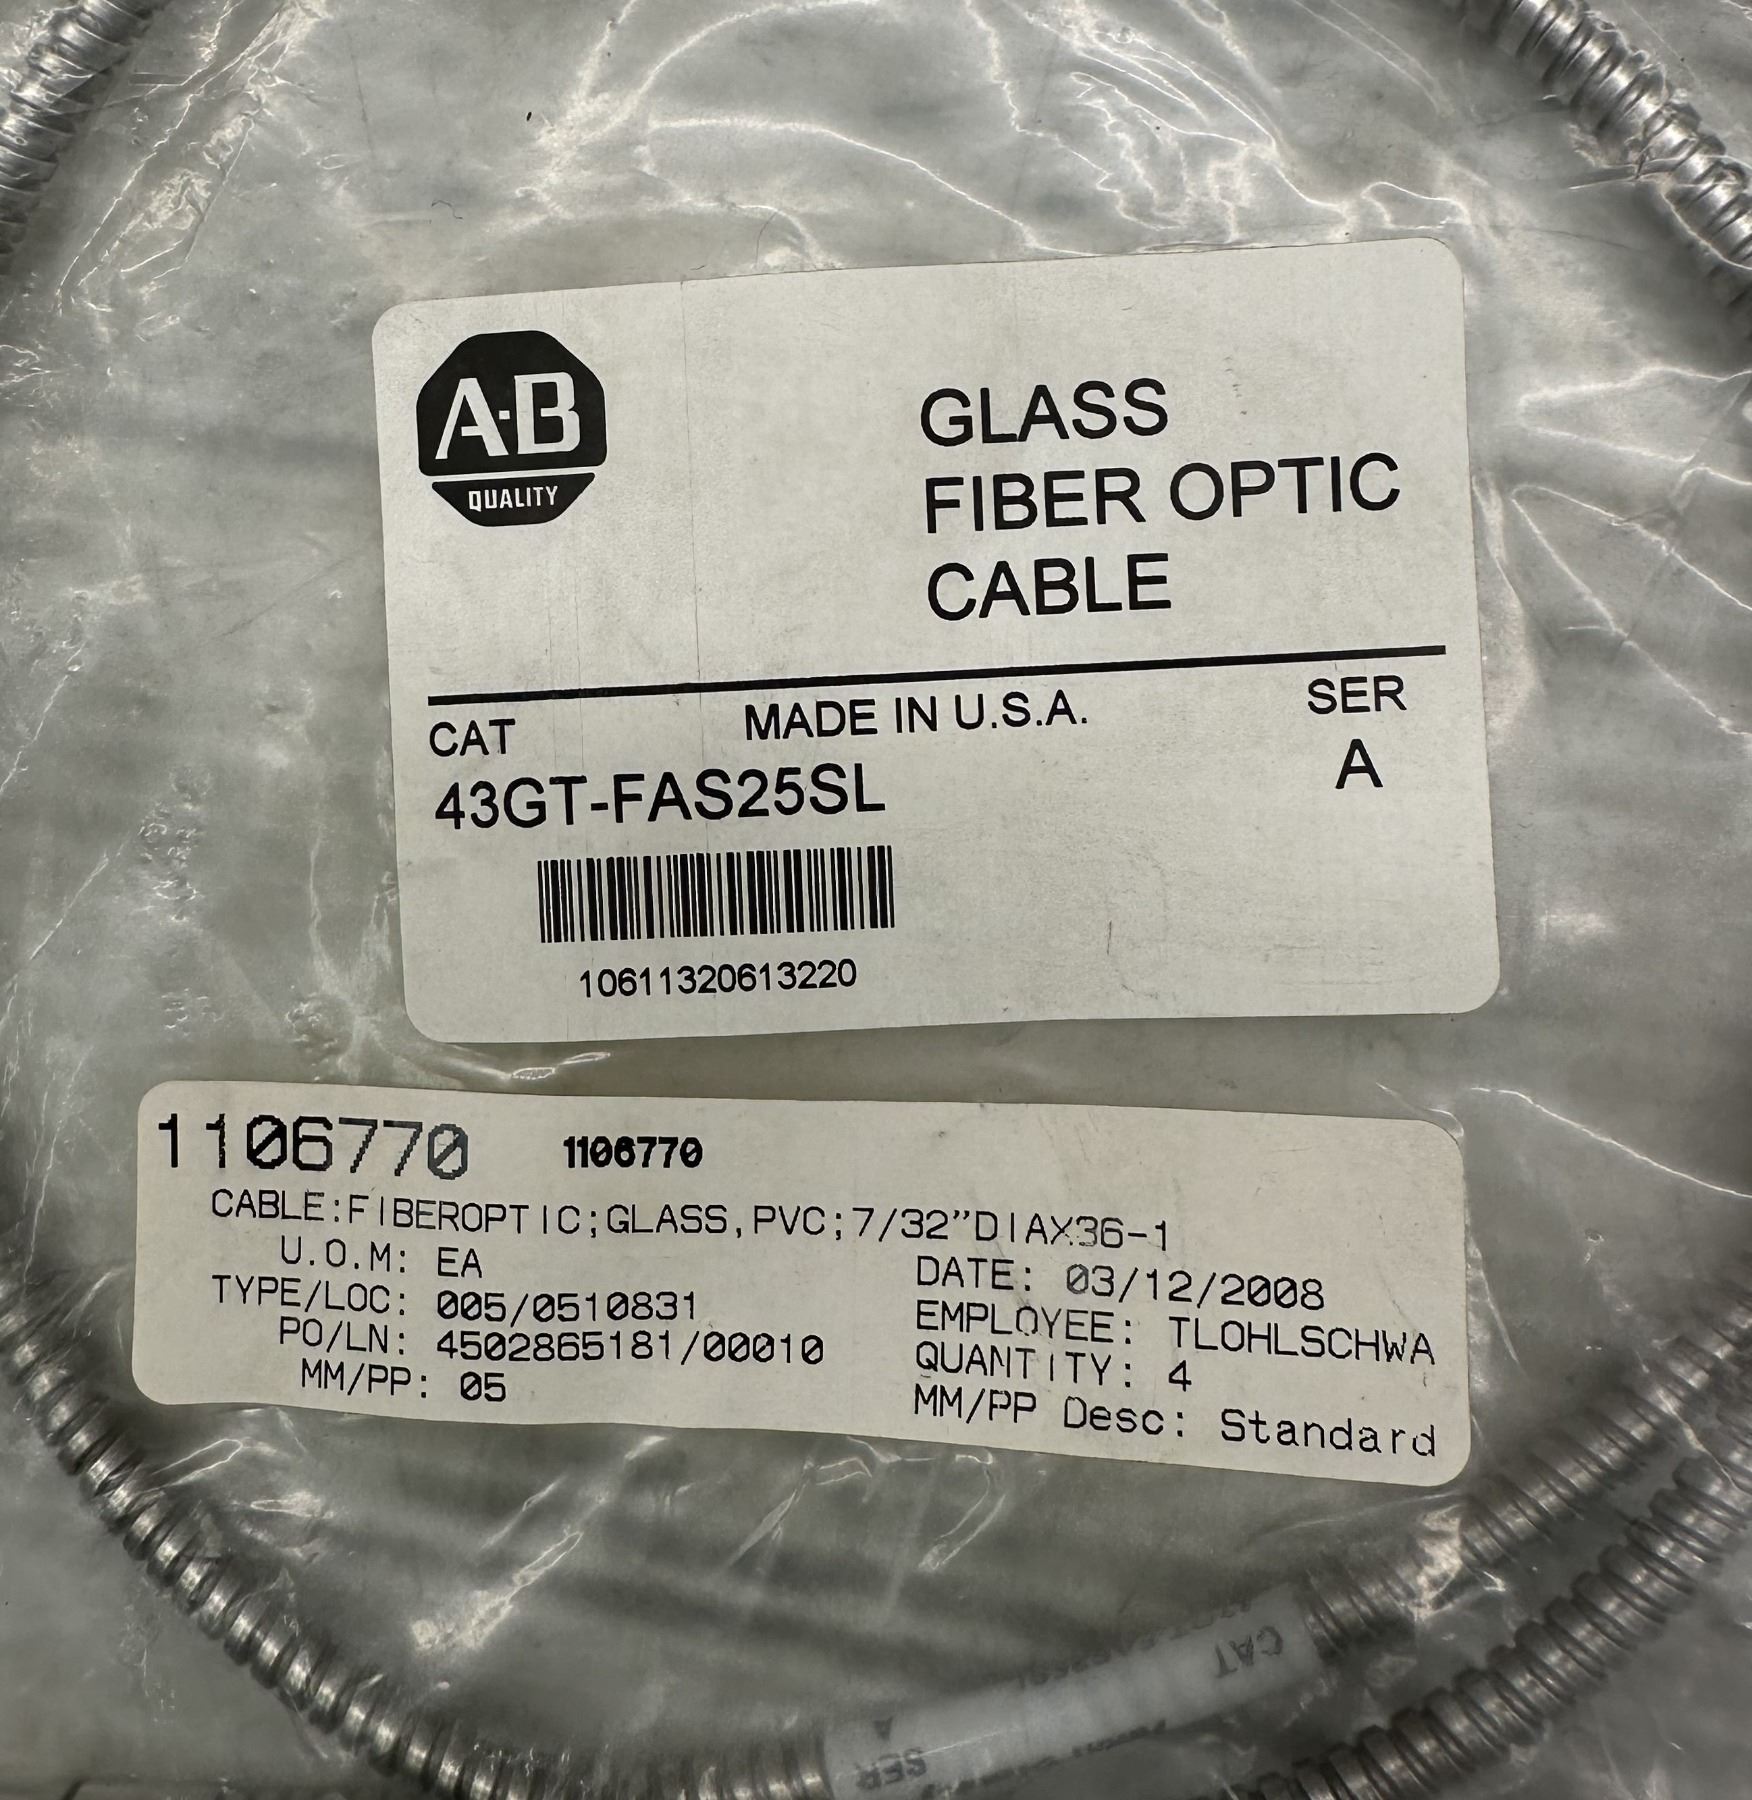 A-B
QUALITY
GLASS
FIBER OPTIC
CABLE
CAT MADE IN U.S.A. SER
43GT-FAS25SL A
10611320613220
1106770 1106770
CABLE:FIBEROPTIC;GLASS,PVC;7/32"DIAX36-1
U.O.M: EA DATE: 03/12/2008
TYPE/LOC: 005/0510831 EMPLOYEE: TLOHLSCHWA
PO/LN: 4502865181/00010 QUANTITY: 4
MM/PP: 05 MM/PP Desc: Standard
CAT
SER
A